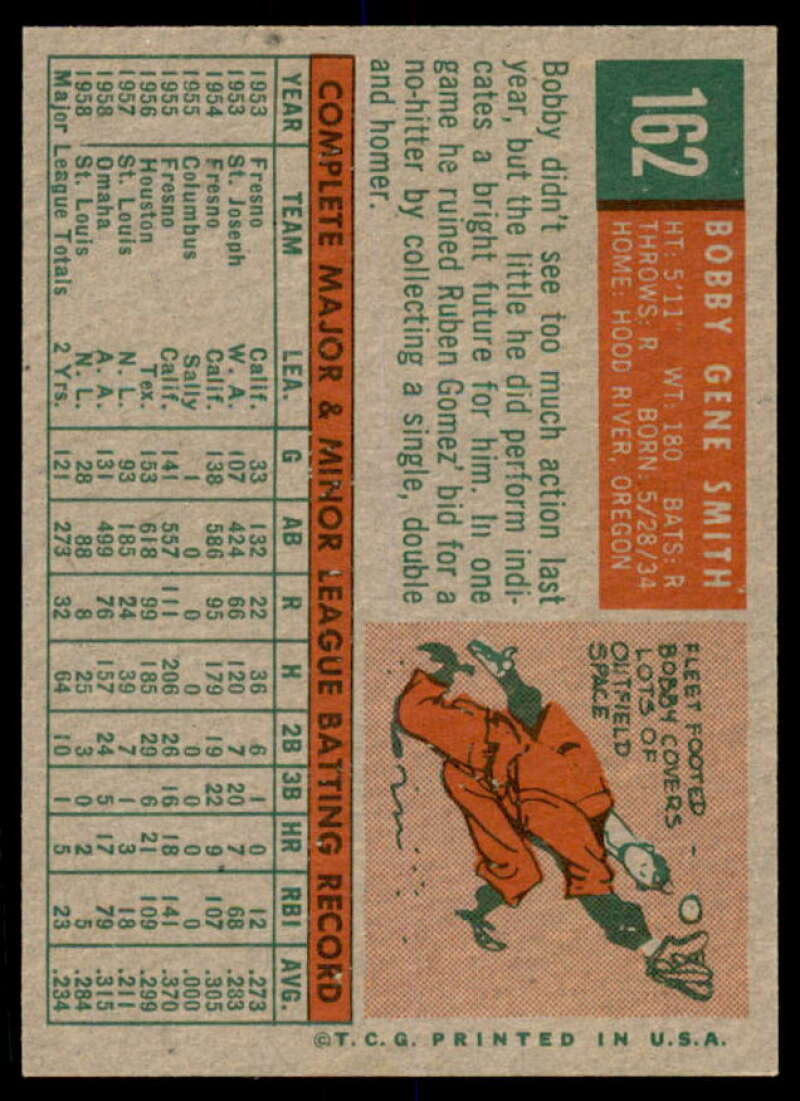 162
BOBBY GENE SMITH
HT: 5'11" WT: 180 BATS: R
THROWS: R BORN: 5/28/34
HOME: HOOD RIVER, OREGON
Bobby didn't see too much action last
year, but the little he did perform indi-
cates a bright future for him. In one
game he ruined Ruben Gomez' bid for a
no-hitter by collecting a single, double
and homer.
FLEET FOOTED -
BOBBY COVERS
LOTS OF
OUTFIELD
SPACE
COMPLETE MAJOR & MINOR LEAGUE BATTING RECORD
YEAR TEAM LEA. G AB R H 2B 3B HR RBI AVG.
1953 Fresno Calif. 33 132 22 36 6 1 0 12 .273
1953 St. Joseph W. A. 107 424 66 120 7 20 7 68 .283
1954 Fresno Calif. 138 586 95 179 19 22 9 107 .305
1955 Columbus Sally 1 0 0 0 0 0 0 0 .000
1955 Fresno Calif. 141 557 111 206 26 16 18 141 .370
1956 Houston Tex. 153 618 99 185 29 6 21 109 .299
1957 St. Louis N. L. 93 185 24 39 7 1 3 18 .211
1958 Omaha A. A. 131 499 76 157 24 5 17 79 .315
1958 St. Louis N. L. 28 88 8 25 3 0 2 5 .284
Major League Totals 2 Yrs. 121 273 32 64 10 1 5 23 .234
©T. C. G. PRINTED IN U.S.A.